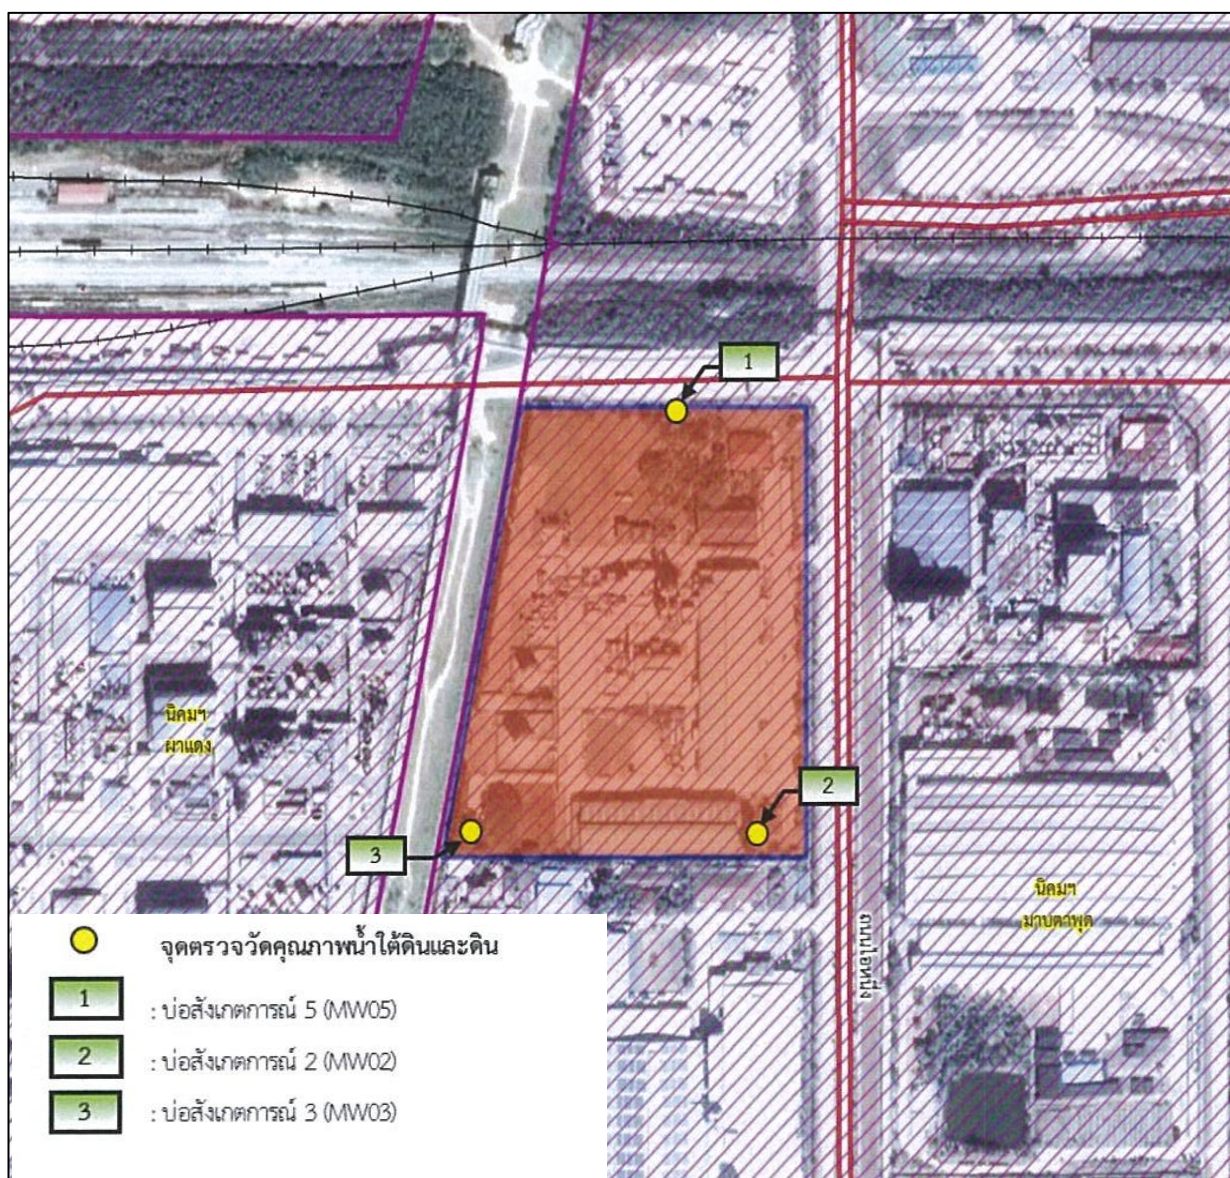 1
2
3
นิคมฯ
ผาแดง
นิคมฯ
มาบตาพุด
ถนนไอหนึ่ง
จุดตรวจวัดคุณภาพน้ำใต้ดินและดิน
1 : บ่อสังเกตการณ์ 5 (MW05)
2 : บ่อสังเกตการณ์ 2 (MW02)
3 : บ่อสังเกตการณ์ 3 (MW03)